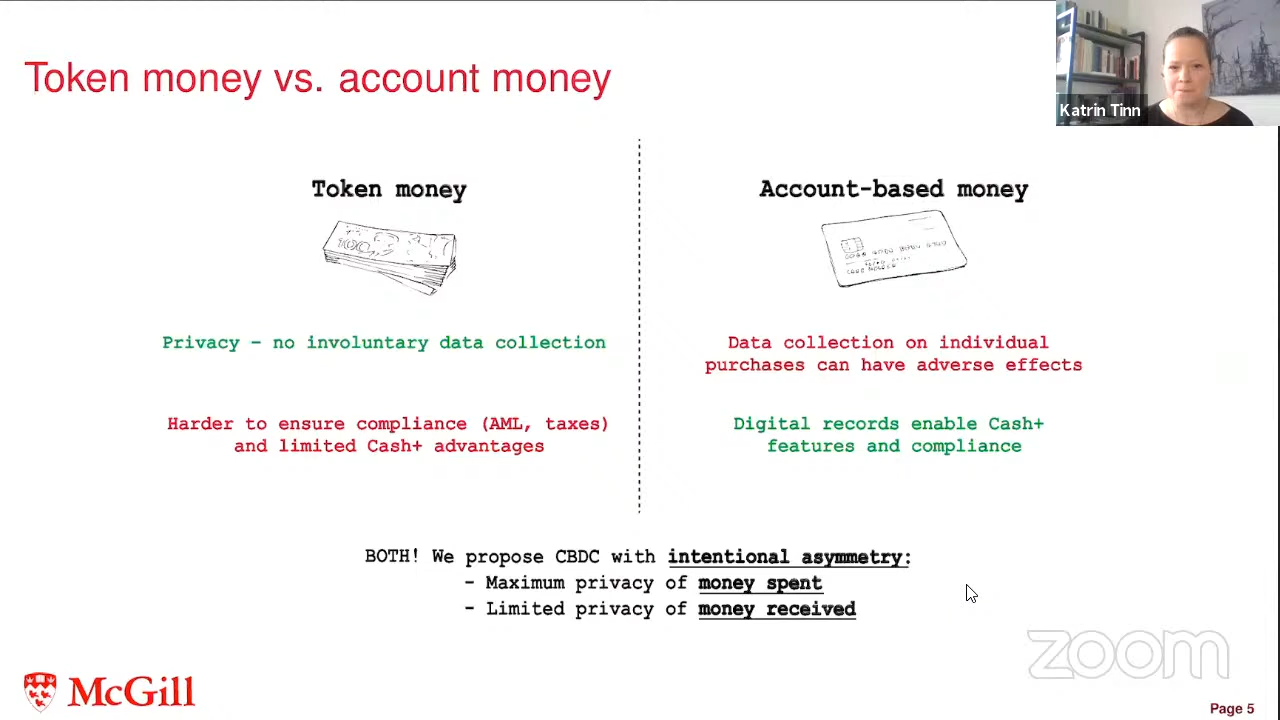 Token money vs. account money
Katrin Tinn
Token money
Account-based money
100
Privacy – no involuntary data collection
Data collection on individual
purchases can have adverse effects
Harder to ensure compliance (AML, taxes)
and limited Cash+ advantages
Digital records enable Cash+
features and compliance
BOTH! We propose CBDC with intentional asymmetry:
- Maximum privacy of money spent
- Limited privacy of money received
zoom
McGill
Page 5